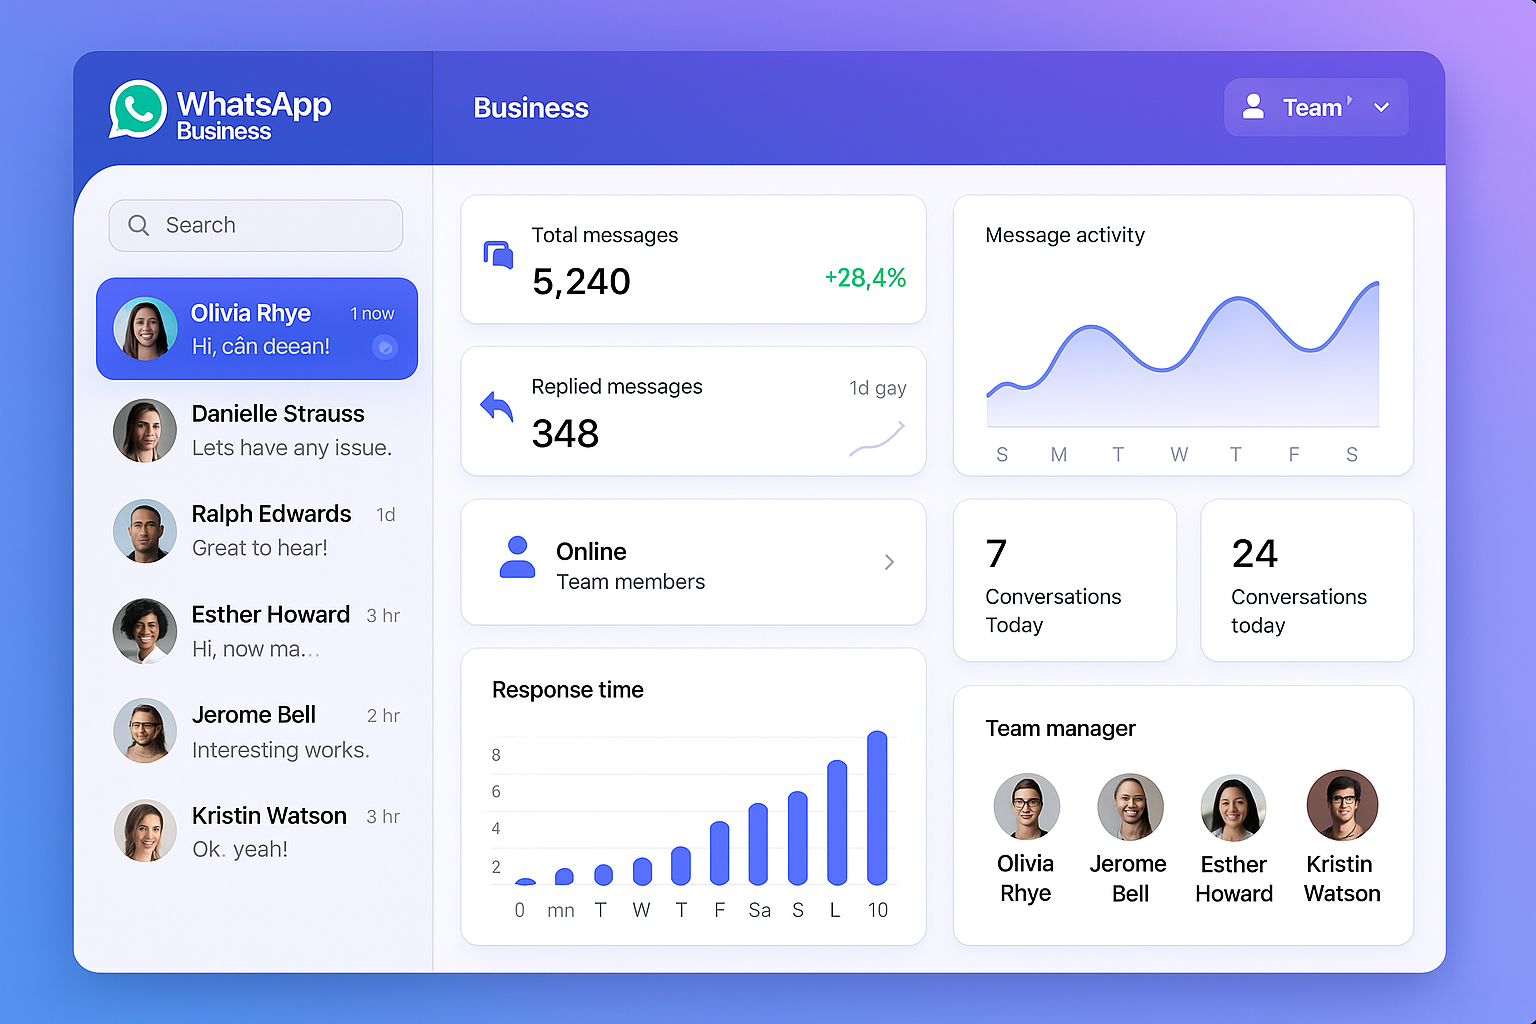 WhatsApp
Business
Business
Team
Search
Olivia Rhye 1 now
Hi, cân deean!
Danielle Strauss
Lets have any issue.
Ralph Edwards 1d
Great to hear!
Esther Howard 3 hr
Hi, now ma...
Jerome Bell 2 hr
Interesting works.
Kristin Watson 3 hr
Ok. yeah!
Total messages
5,240 +28,4%
Replied messages 1d gay
348
Online
Team members
Response time
8
6
4
2
0 mn T W T F Sa S L 10
Message activity
S M T W T F S
7
Conversations
Today
24
Conversations
today
Team manager
Olivia
Rhye
Jerome
Bell
Esther
Howard
Kristin
Watson